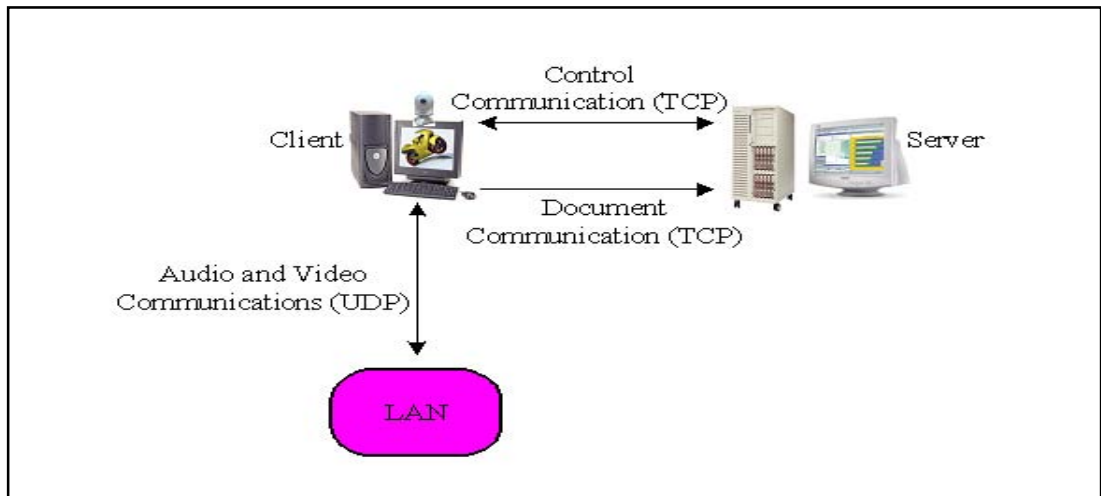 Control
Communication (TCP)
Client
Server
Document
Communication (TCP)
Audio and Video
Communications (UDP)
LAN